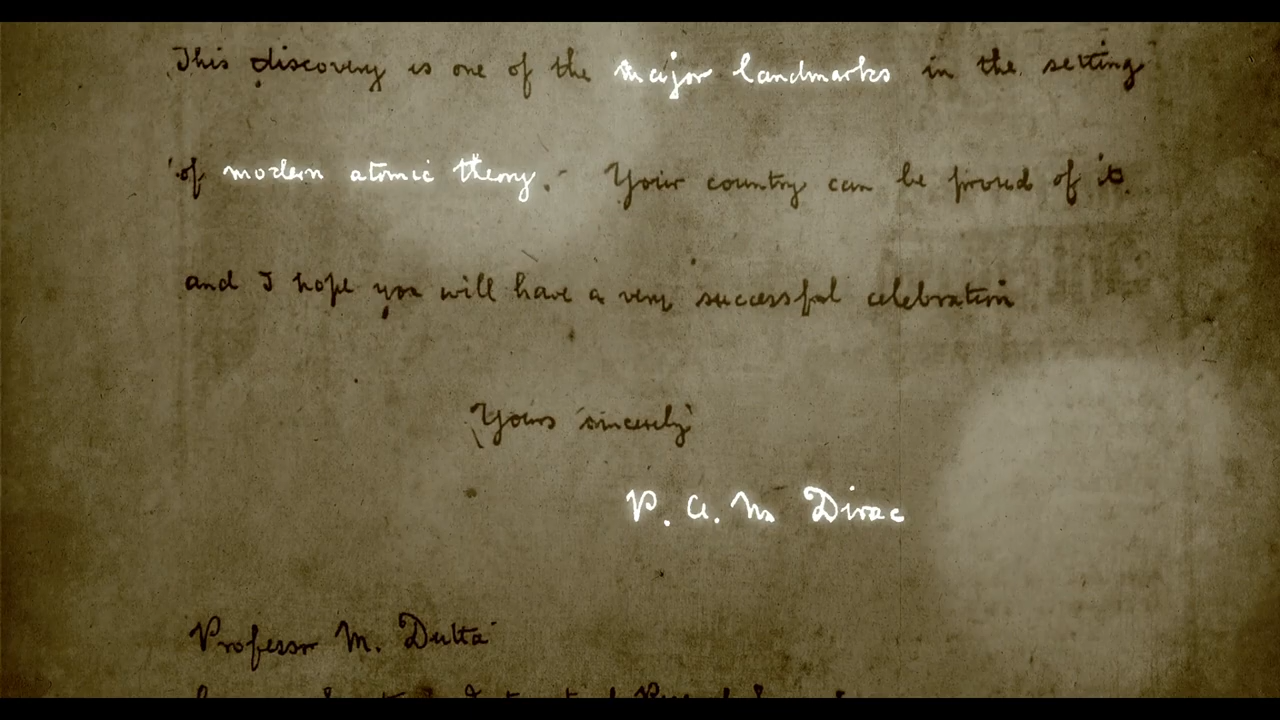 This discovery is one of the major landmarks in the setting
of modern atomic theory. Your country can be proud of it
and I hope you will have a very successful celebration
Yours sincerely
P. A. M Dirac
Professor M. Dutta